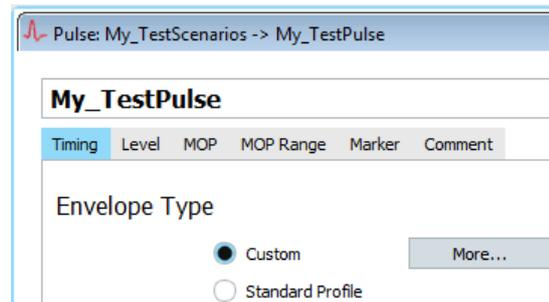 Pulse: My_TestScenarios -> My_TestPulse
My_TestPulse
Timing Level MOP MOP Range Marker Comment
Envelope Type
Custom More...
Standard Profile